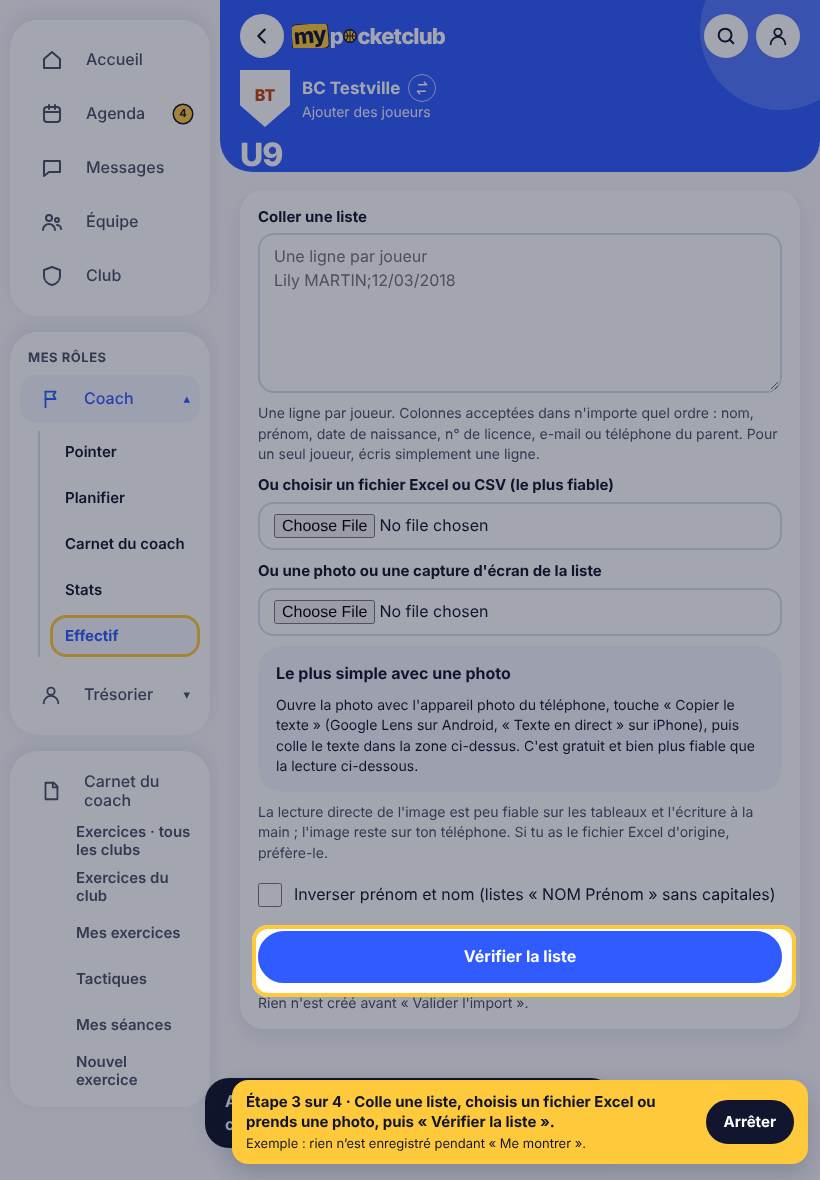 Accueil
Agenda
4
Messages
Équipe
Club
MES RÔLES
Coach
Pointer
Planifier
Carnet du coach
Stats
Effectif
Trésorier
Carnet du
coach
Exercices · tous
les clubs
Exercices du
club
Mes exercices
Tactiques
Mes séances
Nouvel
exercice
my pocketclub
BT
BC Testville
Ajouter des joueurs
U9
Coller une liste
Une ligne par joueur
Lily MARTIN;12/03/2018
Une ligne par joueur. Colonnes acceptées dans n'importe quel ordre : nom,
prénom, date de naissance, n° de licence, e-mail ou téléphone du parent. Pour
un seul joueur, écris simplement une ligne.
Ou choisir un fichier Excel ou CSV (le plus fiable)
Choose File No file chosen
Ou une photo ou une capture d'écran de la liste
Choose File No file chosen
Le plus simple avec une photo
Ouvre la photo avec l'appareil photo du téléphone, touche « Copier le
texte » (Google Lens sur Android, « Texte en direct » sur iPhone), puis
colle le texte dans la zone ci-dessus. C'est gratuit et bien plus fiable que
la lecture ci-dessous.
La lecture directe de l'image est peu fiable sur les tableaux et l'écriture à la
main ; l'image reste sur ton téléphone. Si tu as le fichier Excel d'origine,
préfère-le.
Inverser prénom et nom (listes « NOM Prénom » sans capitales)
Vérifier la liste
Rien n'est créé avant « Valider l'import ».
Étape 3 sur 4 · Colle une liste, choisis un fichier Excel ou
prends une photo, puis « Vérifier la liste ».
Exemple : rien n’est enregistré pendant « Me montrer ».
Arrêter